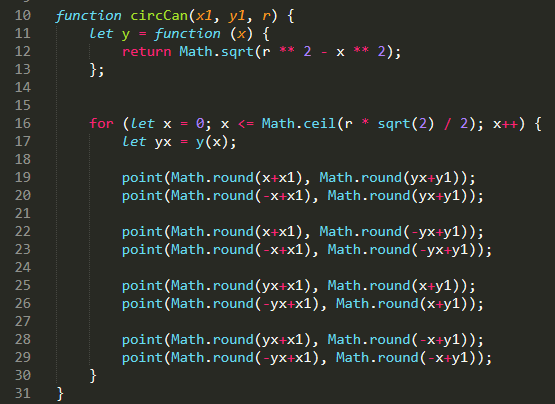 10 function circCan(x1, y1, r) {
11     let y = function (x) {
12         return Math.sqrt(r ** 2 - x ** 2);
13     };
14
15
16     for (let x = 0; x <= Math.ceil(r * sqrt(2) / 2); x++) {
17         let yx = y(x);
18
19         point(Math.round(x+x1), Math.round(yx+y1));
20         point(Math.round(-x+x1), Math.round(yx+y1));
21
22         point(Math.round(x+x1), Math.round(-yx+y1));
23         point(Math.round(-x+x1), Math.round(-yx+y1));
24
25         point(Math.round(yx+x1), Math.round(x+y1));
26         point(Math.round(-yx+x1), Math.round(x+y1));
27
28         point(Math.round(yx+x1), Math.round(-x+y1));
29         point(Math.round(-yx+x1), Math.round(-x+y1));
30     }
31 }